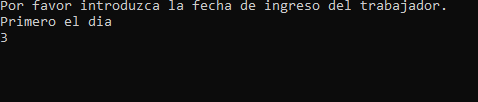 Por favor introduzca la fecha de ingreso del trabajador.
Primero el dia
3